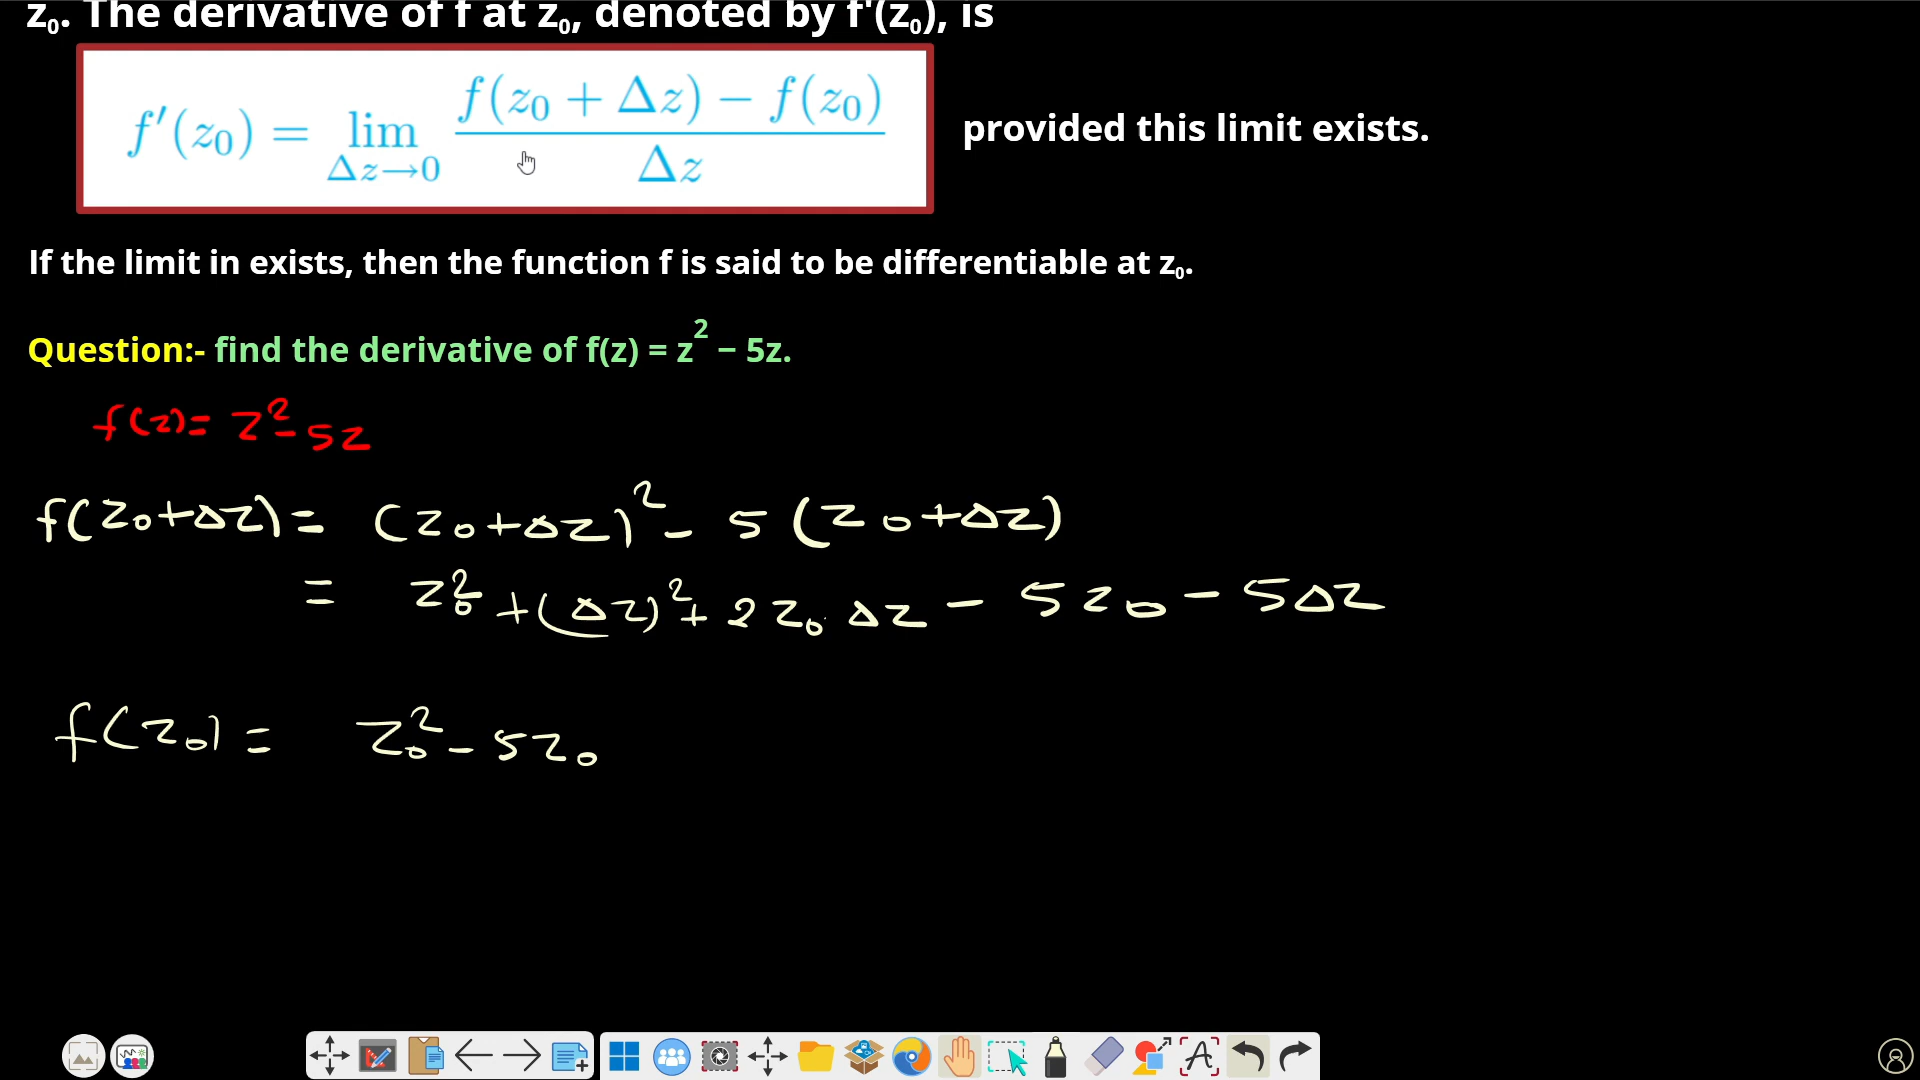 z₀. The derivative of f at z₀, denoted by f'(z₀), is
f′(z₀) = lim Δz→0 (f(z₀ + Δz) − f(z₀)) / Δz provided this limit exists.
If the limit in exists, then the function f is said to be differentiable at z₀.
Question:- find the derivative of f(z) = z² − 5z.
f(z) = z² − 5z
f(z₀+Δz) = (z₀+Δz)² − 5(z₀+Δz)
= z₀² + (Δz)² + 2z₀Δz − 5z₀ − 5Δz
f(z₀) = z₀² − 5z₀